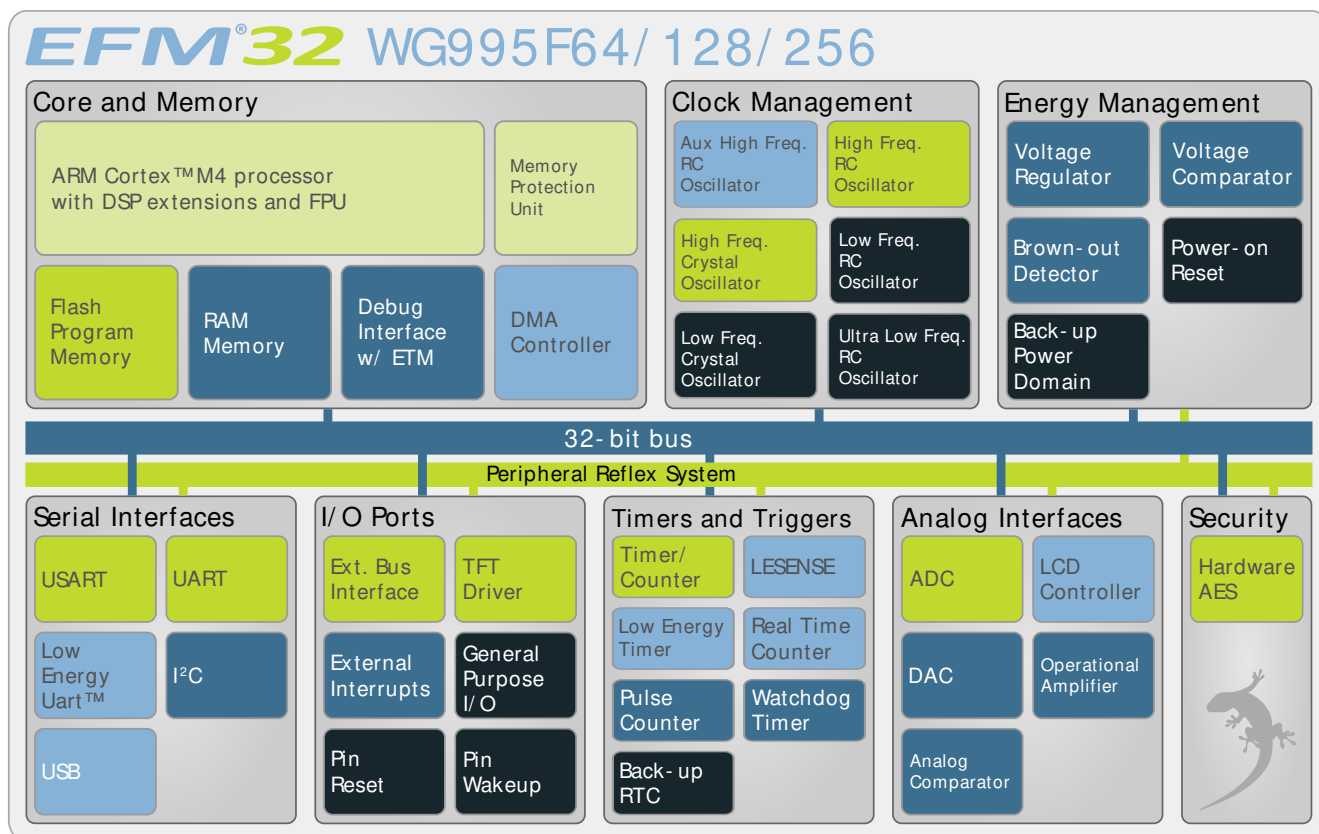 EFM®32 WG995F64/128/256
Core and Memory
ARM Cortex™ M4 processor
with DSP extensions and FPU
Memory
Protection
Unit
Flash
Program
Memory
RAM
Memory
Debug
Interface
w/ ETM
DMA
Controller
Clock Management
Aux High Freq.
RC
Oscillator
High Freq.
RC
Oscillator
High Freq.
Crystal
Oscillator
Low Freq.
RC
Oscillator
Low Freq.
Crystal
Oscillator
Ultra Low Freq.
RC
Oscillator
Energy Management
Voltage
Regulator
Voltage
Comparator
Brown-out
Detector
Power-on
Reset
Back-up
Power
Domain
32-bit bus
Peripheral Reflex System
Serial Interfaces
USART
UART
Low
Energy
Uart™
I²C
USB
I/O Ports
Ext. Bus
Interface
TFT
Driver
External
Interrupts
General
Purpose
I/O
Pin
Reset
Pin
Wakeup
Timers and Triggers
Timer/
Counter
LESENSE
Low Energy
Timer
Real Time
Counter
Pulse
Counter
Watchdog
Timer
Back-up
RTC
Analog Interfaces
ADC
LCD
Controller
DAC
Operational
Amplifier
Analog
Comparator
Security
Hardware
AES